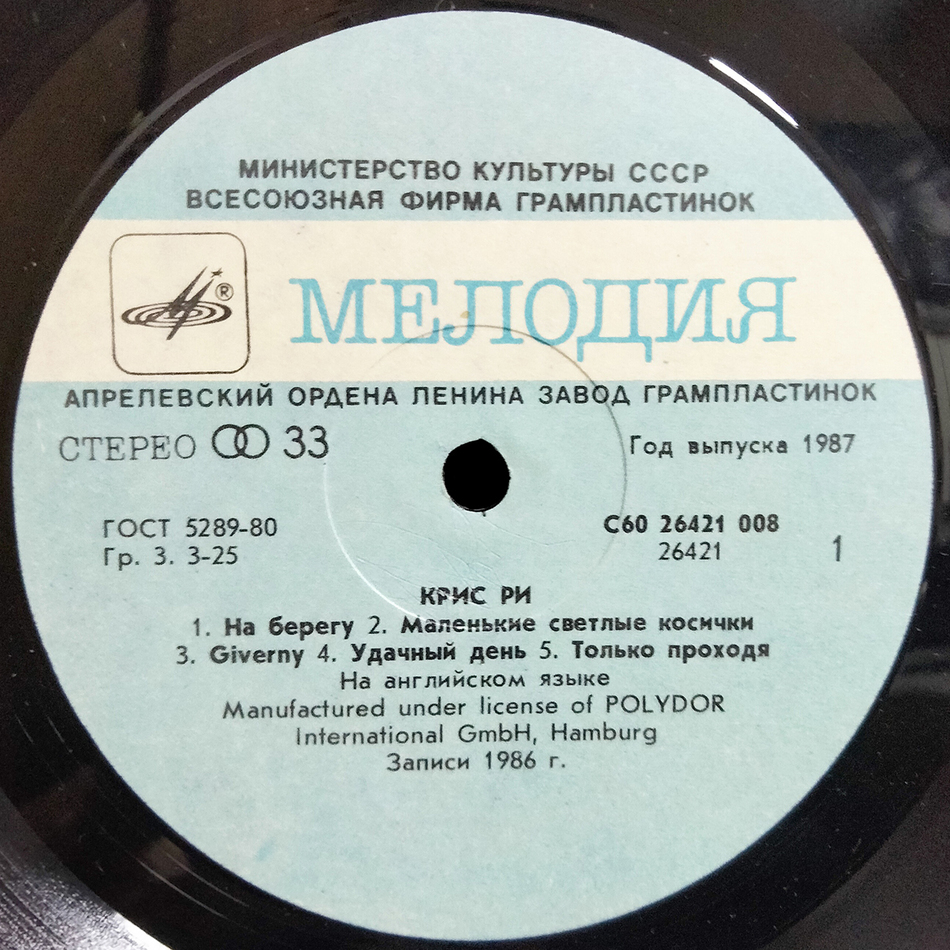 МИНИСТЕРСТВО КУЛЬТУРЫ СССР
ВСЕСОЮЗНАЯ ФИРМА ГРАМПЛАСТИНОК
®
МЕЛОДИЯ
АПРЕЛЕВСКИЙ ОРДЕНА ЛЕНИНА ЗАВОД ГРАМПЛАСТИНОК
СТЕРЕО 33
Год выпуска 1987
ГОСТ 5289-80
Гр. 3. 3-25
С60 26421 008
26421
1
КРИС РИ
1. На берегу 2. Маленькие светлые косички
3. Giverny 4. Удачный день 5. Только проходя
На английском языке
Manufactured under license of POLYDOR
International GmbH, Hamburg
Записи 1986 г.